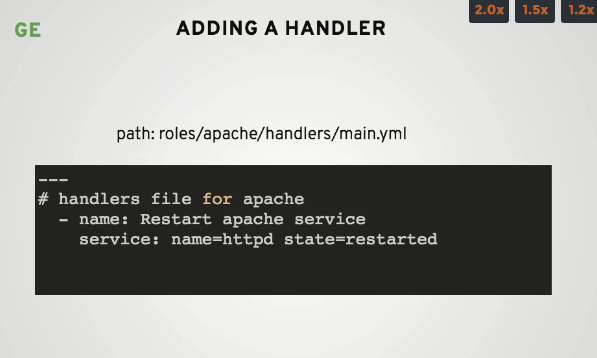 GE
ADDING A HANDLER
2.0x 1.5x 1.2x
path: roles/apache/handlers/main.yml
---
# handlers file for apache
  - name: Restart apache service
    service: name=httpd state=restarted